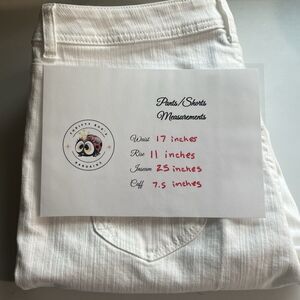 Pants/Shorts
Measurements
Waist 17 inches
Rise 11 inches
Inseam 25 inches
Cuff 7.5 inches